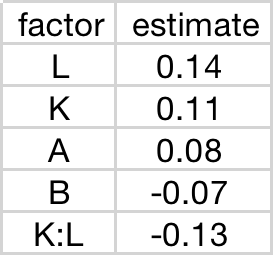 factor estimate
L 0.14
K 0.11
A 0.08
B -0.07
K:L -0.13